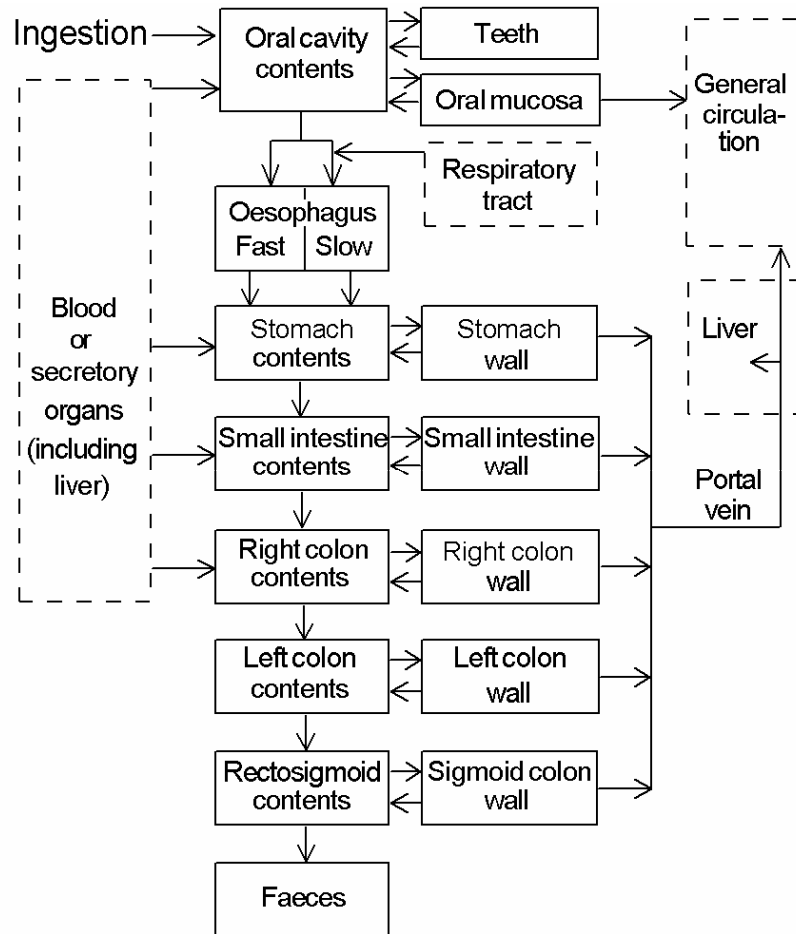 Ingestion
Oral cavity
contents
Teeth
Oral mucosa
General
circula-
tion
Respiratory
tract
Oesophagus
Fast Slow
Blood
or
secretory
organs
(including
liver)
Stomach
contents
Stomach
wall
Liver
Small intestine
contents
Small intestine
wall
Portal
vein
Right colon
contents
Right colon
wall
Left colon
contents
Left colon
wall
Rectosigmoid
contents
Sigmoid colon
wall
Faeces